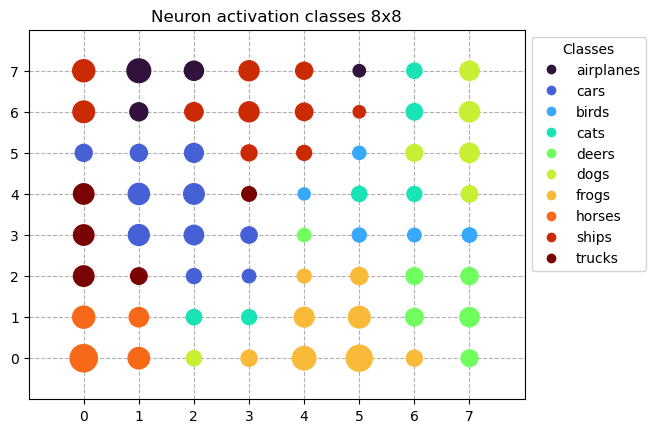 Neuron activation classes 8x8
7
6
5
4
3
2
1
0
0 1 2 3 4 5 6 7
Classes
airplanes
cars
birds
cats
deers
dogs
frogs
horses
ships
trucks